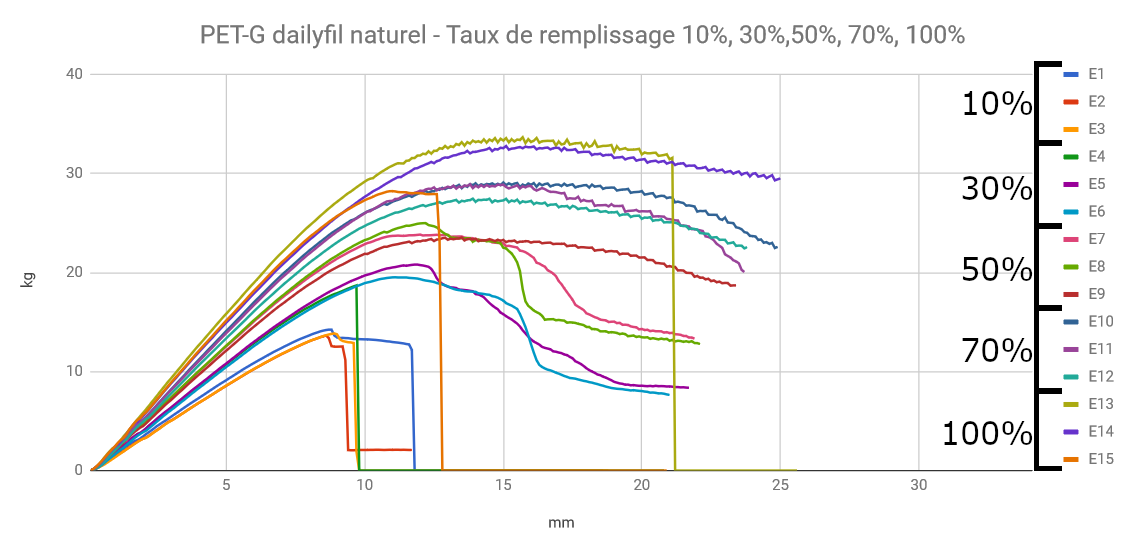 PET-G dailyfil naturel - Taux de remplissage 10%, 30%,50%, 70%, 100%
40
30
20
10
0
kg
5
10
15
20
25
30
mm
10%
30%
50%
70%
100%
E1
E2
E3
E4
E5
E6
E7
E8
E9
E10
E11
E12
E13
E14
E15